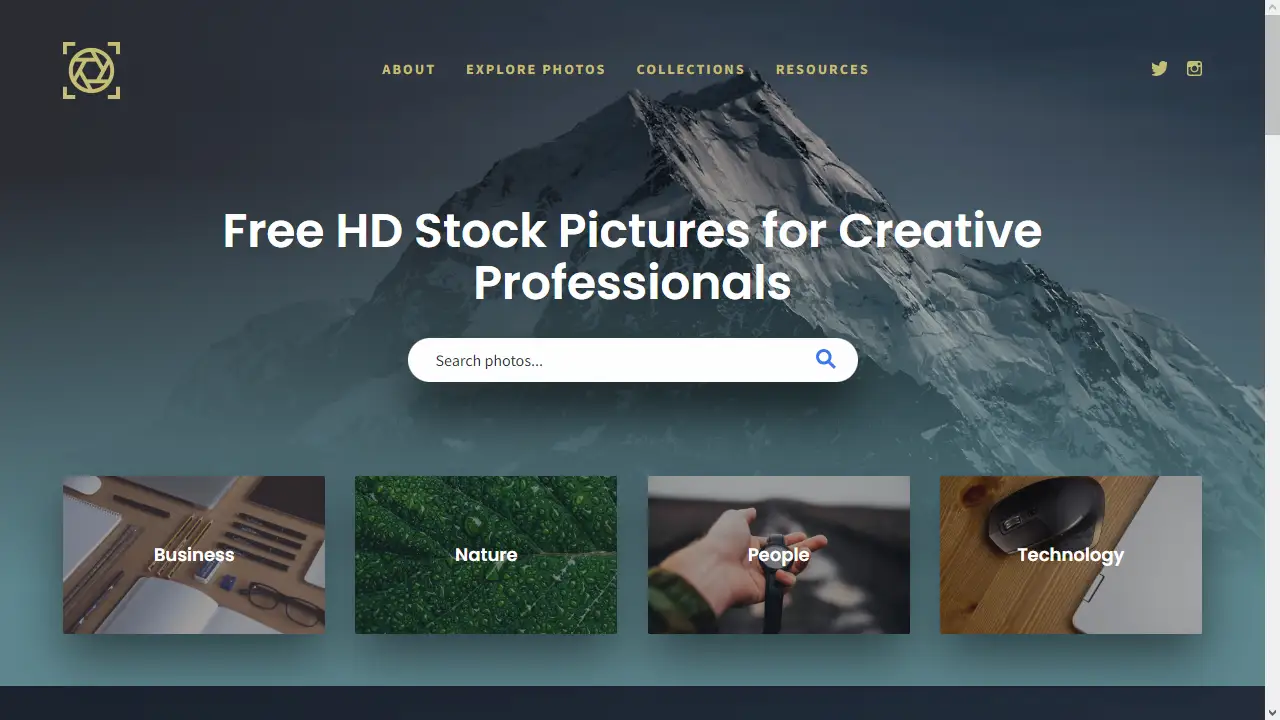 ABOUT EXPLORE PHOTOS COLLECTIONS RESOURCES
Free HD Stock Pictures for Creative
Professionals
Search photos...
Business Nature People Technology